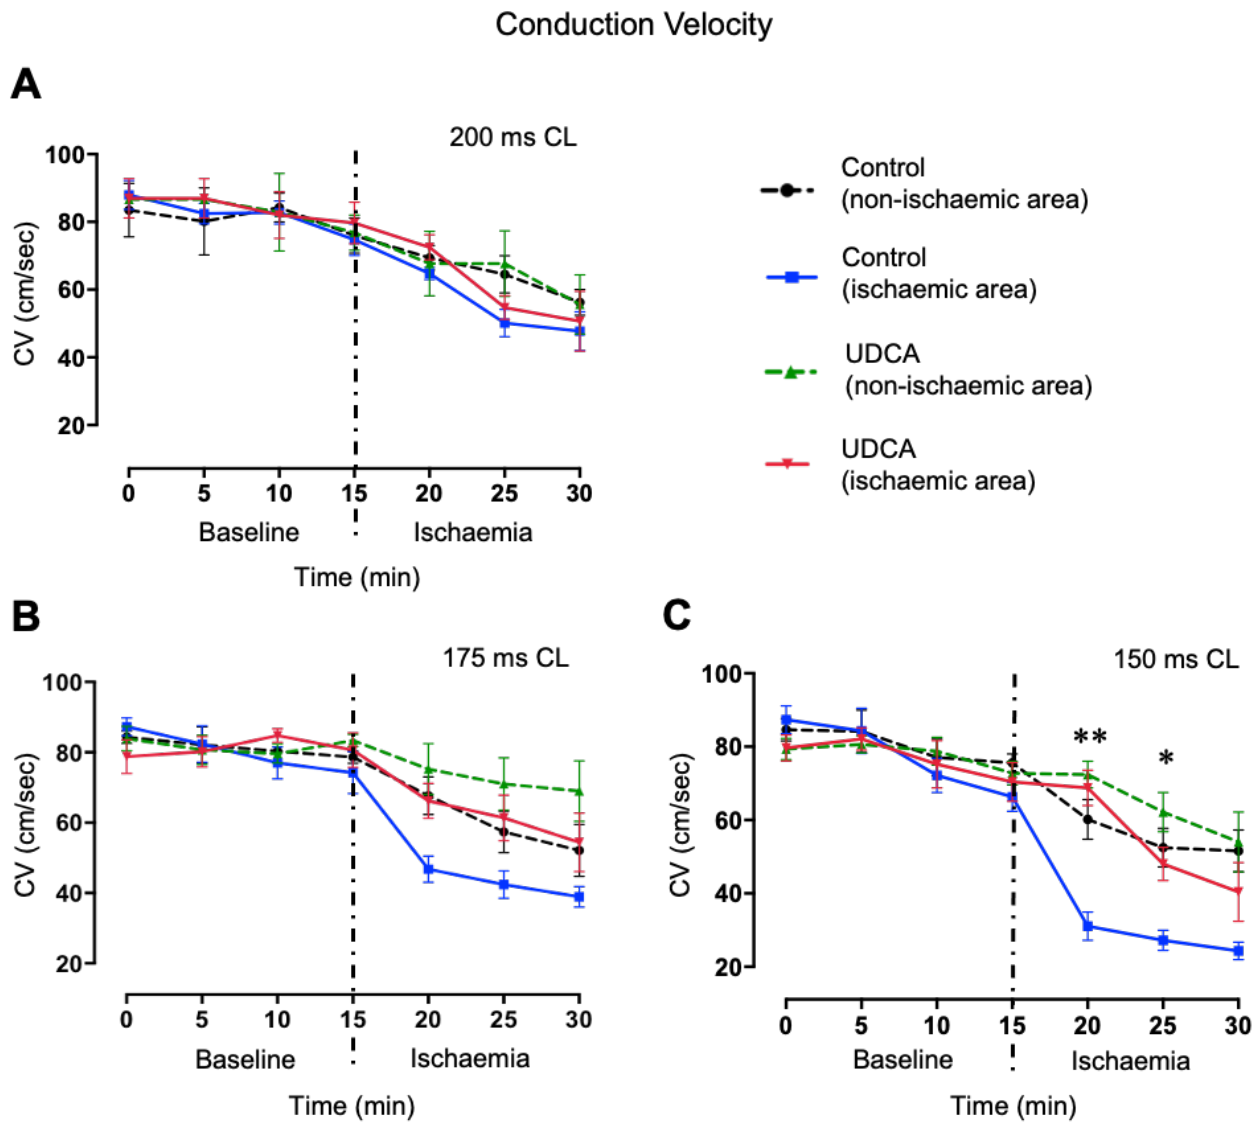 Conduction Velocity
A
200 ms CL
100
80
60
40
20
CV (cm/sec)
0 5 10 15 20 25 30
Baseline Ischaemia
Time (min)
Control
(non-ischaemic area)
Control
(ischaemic area)
UDCA
(non-ischaemic area)
UDCA
(ischaemic area)
B
175 ms CL
100
80
60
40
20
CV (cm/sec)
0 5 10 15 20 25 30
Baseline Ischaemia
Time (min)
C
150 ms CL
100
80
60
40
20
CV (cm/sec)
** *
0 5 10 15 20 25 30
Baseline Ischaemia
Time (min)